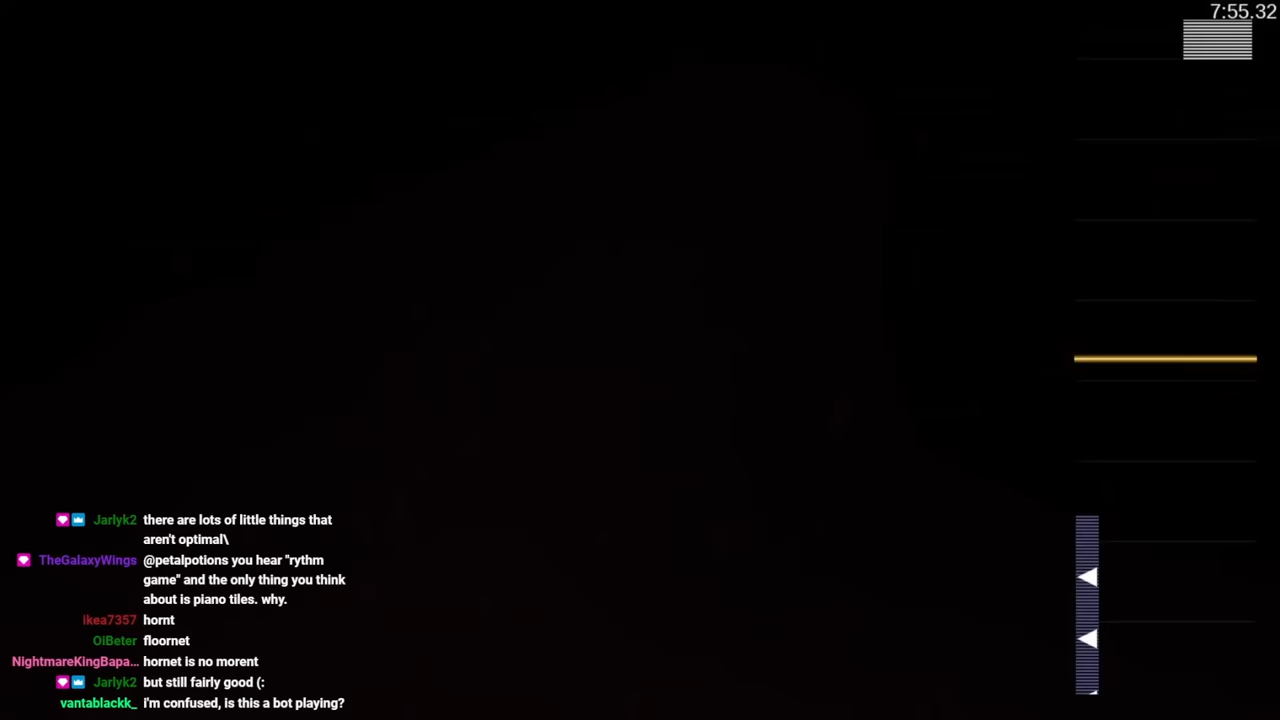 7:55.32
Jarlyk2 there are lots of little things that
aren't optimal\
TheGalaxyWings @petalpotions you hear "rythm
game" and the only thing you think
about is piano tiles. why.
ikea7357 hornt
OiBeter floornet
NightmareKingBapa... hornet is no morent
Jarlyk2 but still fairly good (:
vantablackk_ I'm confused, is this a bot playing?